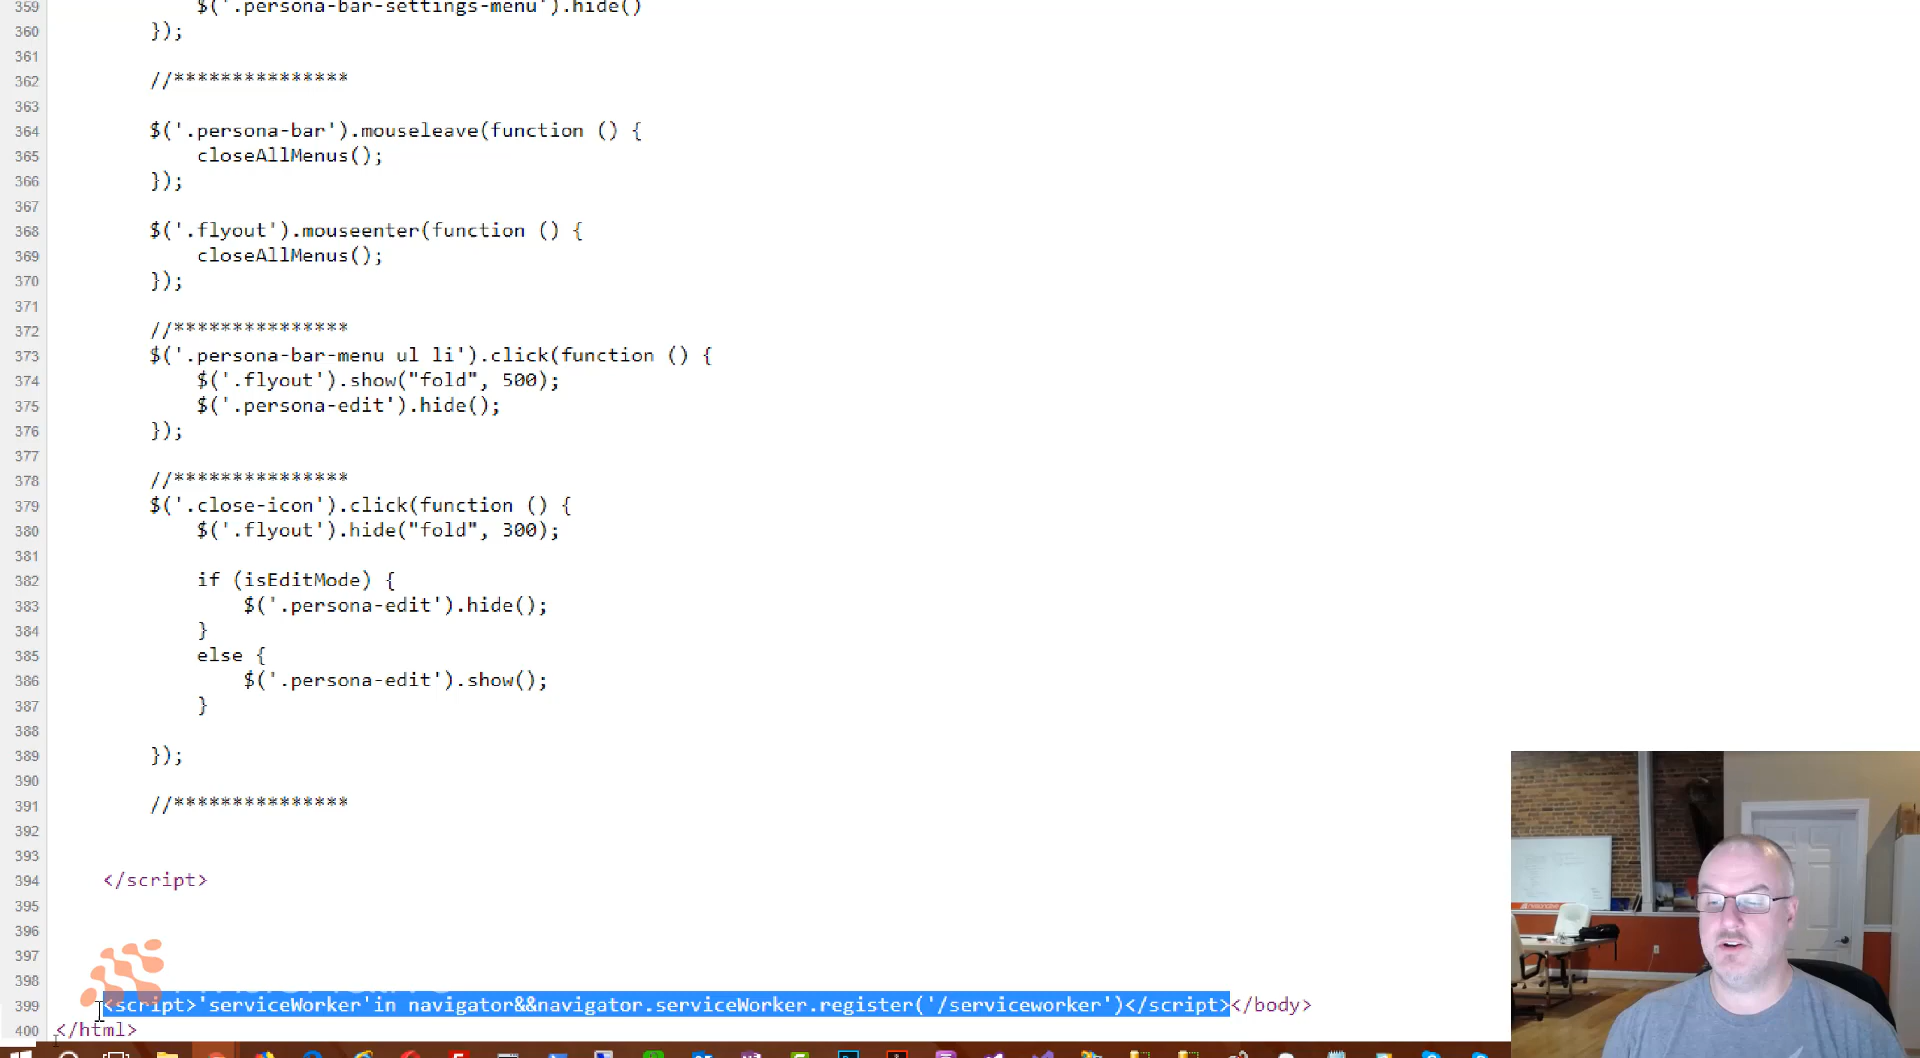 359 $('.persona-bar-settings-menu').hide()
360 });
361
362 //***************
363
364 $('.persona-bar').mouseleave(function () {
365 closeAllMenus();
366 });
367
368 $('.flyout').mouseenter(function () {
369 closeAllMenus();
370 });
371
372 //***************
373 $('.persona-bar-menu ul li').click(function () {
374 $('.flyout').show("fold", 500);
375 $('.persona-edit').hide();
376 });
377
378 //***************
379 $('.close-icon').click(function () {
380 $('.flyout').hide("fold", 300);
381
382 if (isEditMode) {
383 $('.persona-edit').hide();
384 }
385 else {
386 $('.persona-edit').show();
387 }
388
389 });
390
391 //***************
392
393
394 </script>
395
396
397
398
399 <script>'serviceWorker'in navigator&&navigator.serviceWorker.register('/serviceworker')</script></body>
400 </html>